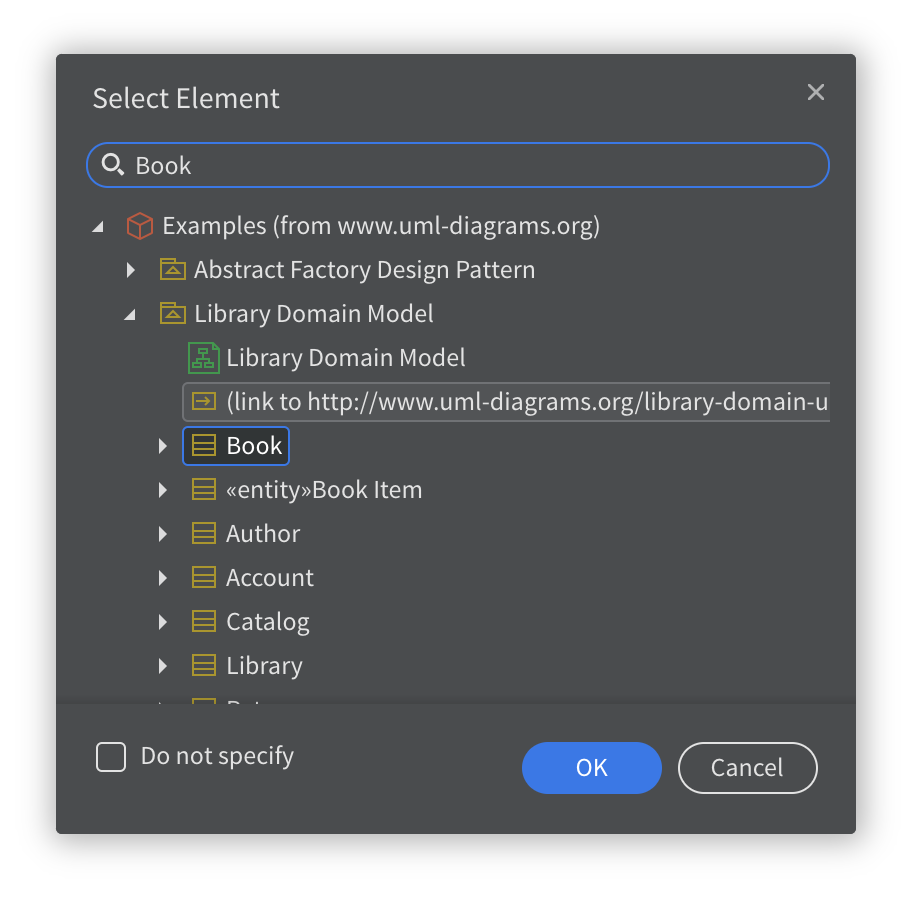 Select Element
Book
Examples (from www.uml-diagrams.org)
Abstract Factory Design Pattern
Library Domain Model
Library Domain Model
(link to http://www.uml-diagrams.org/library-domain-u
Book
«entity»Book Item
Author
Account
Catalog
Library
Do not specify
OK
Cancel